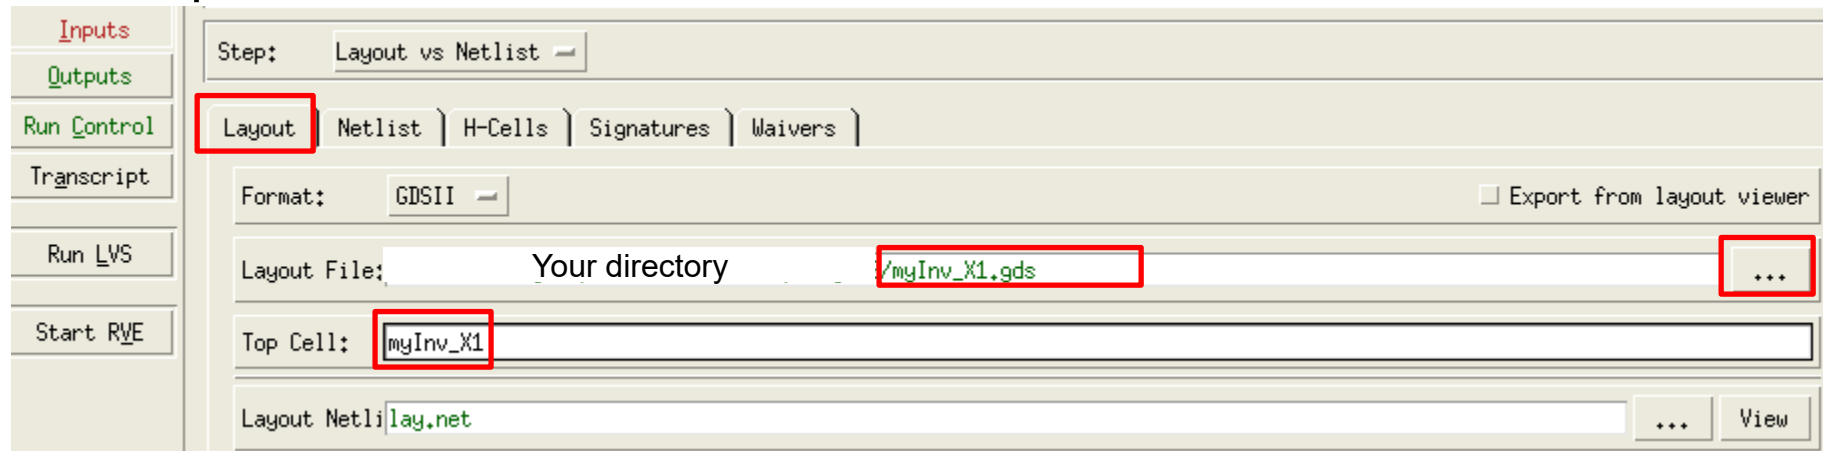 Inputs
Outputs
Run Control
Transcript
Run LVS
Start RVE
Step: Layout vs Netlist
Layout Netlist H-Cells Signatures Waivers
Format: GDSII Export from layout viewer
Layout File: Your directory /myInv_X1.gds ...
Top Cell: myInv_X1
Layout Netli lay.net ... View